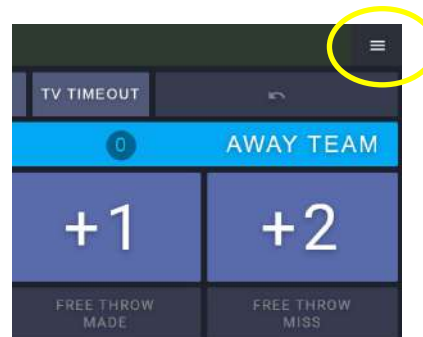 TV TIMEOUT
0 AWAY TEAM
+1 +2
FREE THROW FREE THROW
MADE MISS